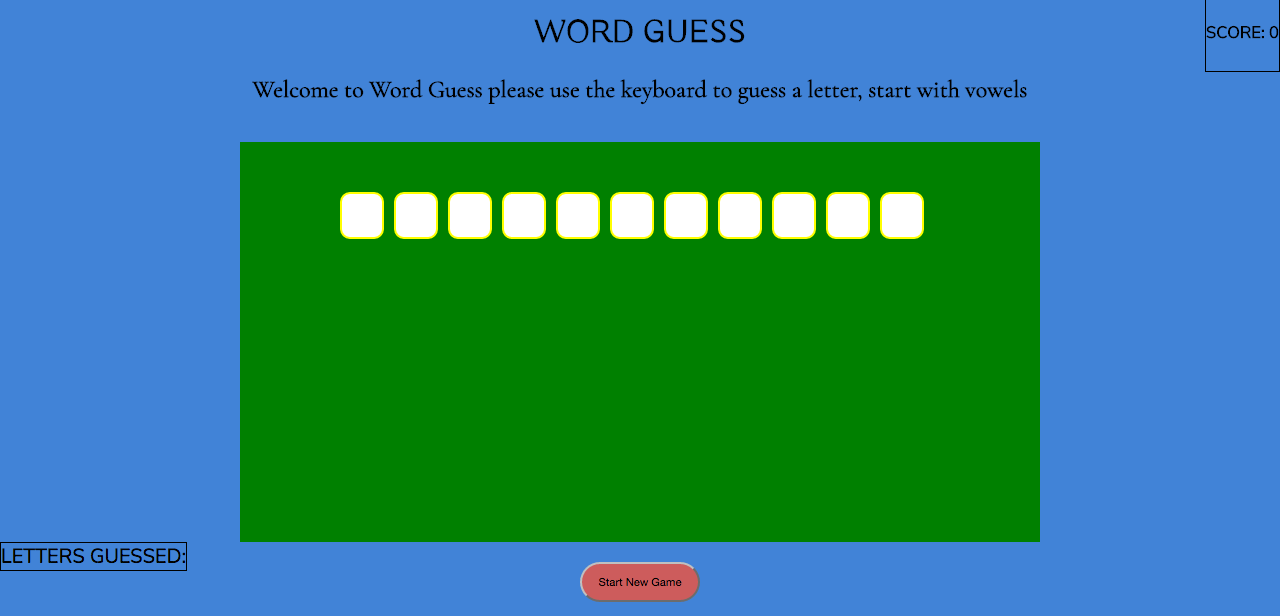 WORD GUESS
SCORE: 0
Welcome to Word Guess please use the keyboard to guess a letter, start with vowels
LETTERS GUESSED:
Start New Game